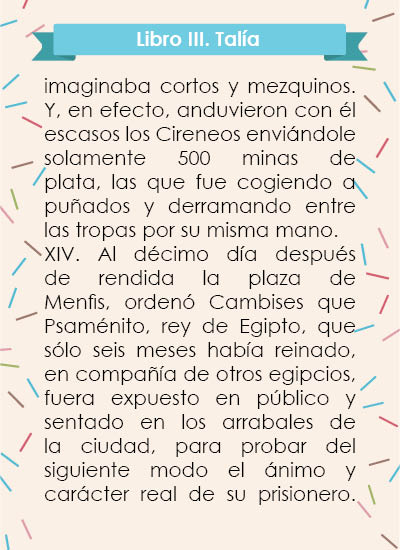 Libro III. Talía
imaginaba cortos y mezquinos.
Y, en efecto, anduvieron con él
escasos los Cireneos enviándole
solamente 500 minas de
plata, las que fue cogiendo a
puñados y derramando entre
las tropas por su misma mano.
XIV. Al décimo día después
de rendida la plaza de
Menfis, ordenó Cambises que
Psaménito, rey de Egipto, que
sólo seis meses había reinado,
en compañía de otros egipcios,
fuera expuesto en público y
sentado en los arrabales de
la ciudad, para probar del
siguiente modo el ánimo y
carácter real de su prisionero.